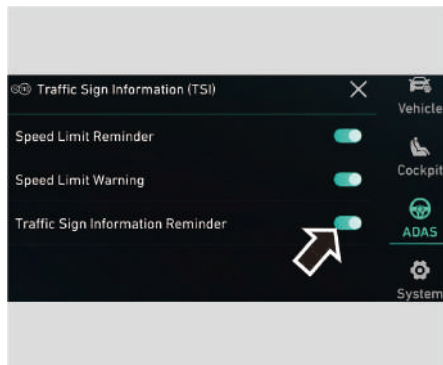 Traffic Sign Information (TSI)
Vehicle
Speed Limit Reminder
Cockpit
Speed Limit Warning
Traffic Sign Information Reminder
ADAS
System